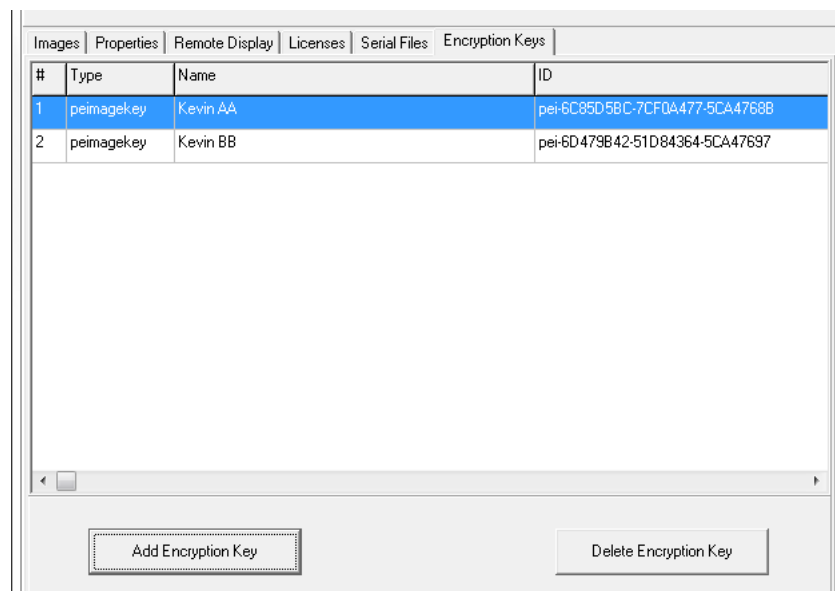 Images Properties Remote Display Licenses Serial Files Encryption Keys
# Type Name ID
1 peimagekey Kevin AA pei-6C85D5BC-7CF0A477-5CA4768B
2 peimagekey Kevin BB pei-6D479B42-51D84364-5CA47697
Add Encryption Key Delete Encryption Key